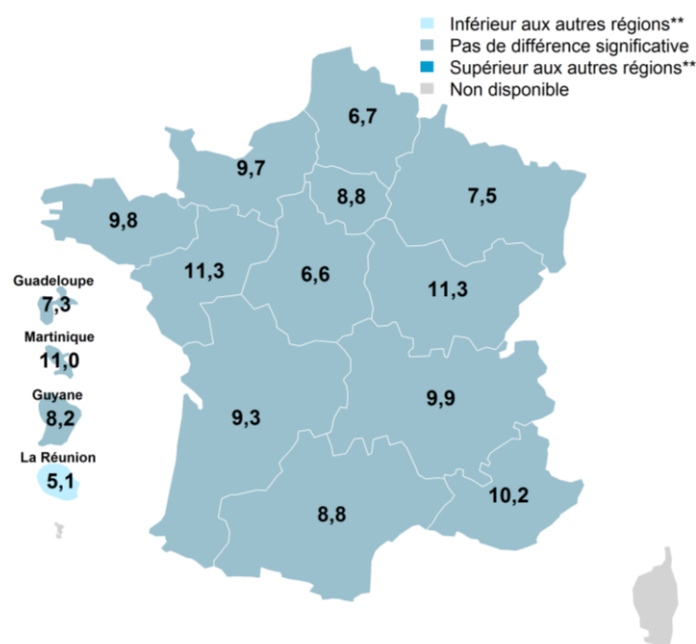 Inférieur aux autres régions**
Pas de différence significative
Supérieur aux autres régions**
Non disponible
6,7
9,7
8,8
7,5
9,8
11,3
6,6
11,3
Guadeloupe
7,3
Martinique
11,0
Guyane
8,2
La Réunion
5,1
9,3
9,9
10,2
8,8